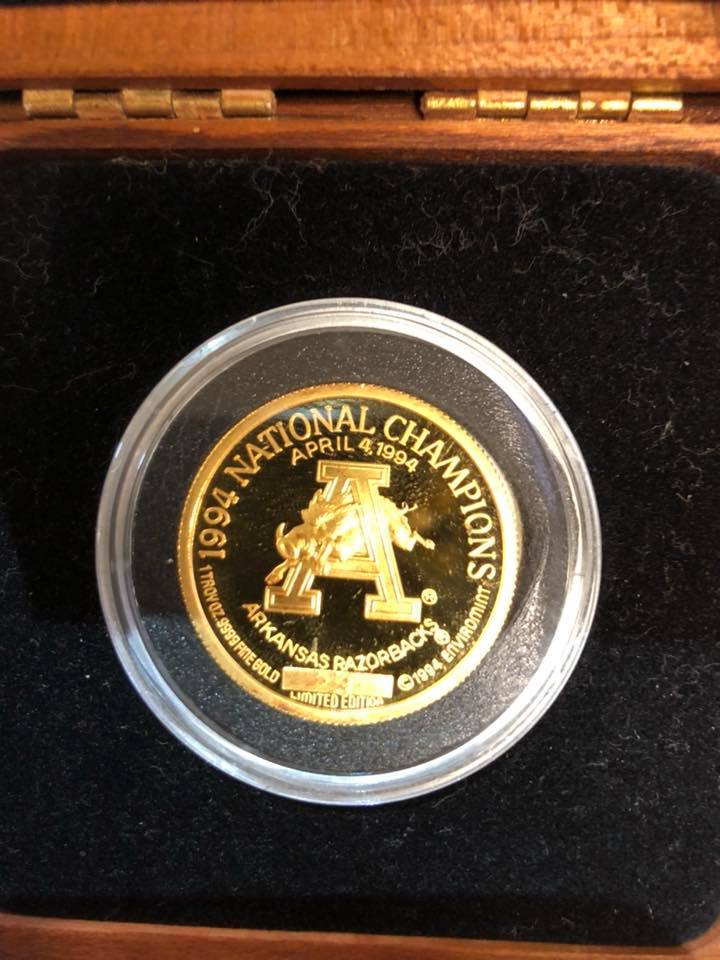 1994 NATIONAL CHAMPIONS
APRIL 4, 1994
A
®
ARKANSAS RAZORBACKS®
1 TROY OZ. .9999 FINE GOLD
LIMITED EDITION
©1994, ENVIROMINT